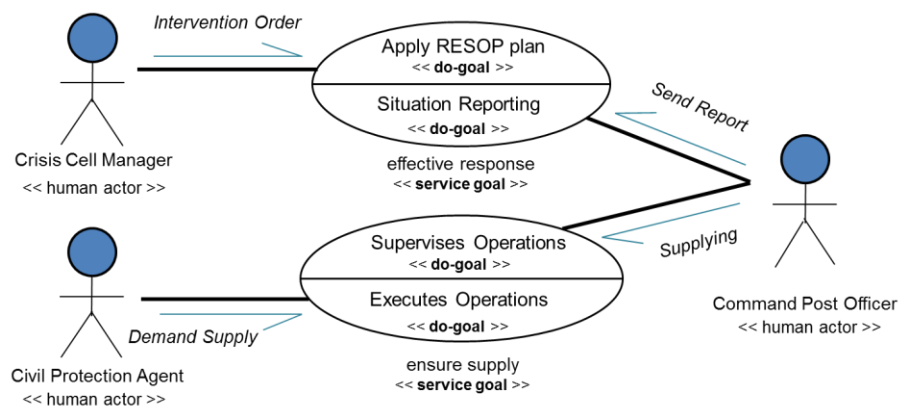 Intervention Order
Crisis Cell Manager
<< human actor >>
Apply RESOP plan
<< do-goal >>
Situation Reporting
<< do-goal >>
effective response
<< service goal >>
Send Report
Supplying
Command Post Officer
<< human actor >>
Supervises Operations
<< do-goal >>
Executes Operations
<< do-goal >>
ensure supply
<< service goal >>
Demand Supply
Civil Protection Agent
<< human actor >>